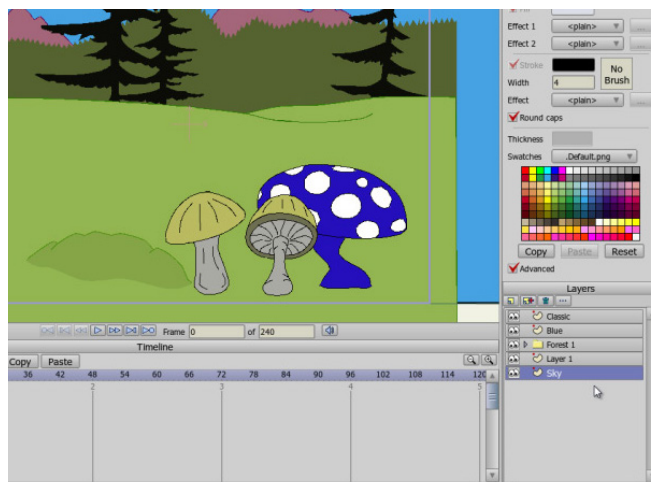 Effect 1 <plain> ...
Effect 2 <plain> ...
Stroke No Brush
Width 4
Effect <plain> ...
Round caps
Thickness
Swatches .Default.png
Copy Paste Reset
Advanced
Layers
Classic
Blue
Forest 1
Layer 1
Sky
Frame 0 of 240
Timeline
Copy Paste
36 42 48 54 60 66 72 78 84 90 96 102 108 114 120
2 3 4 5